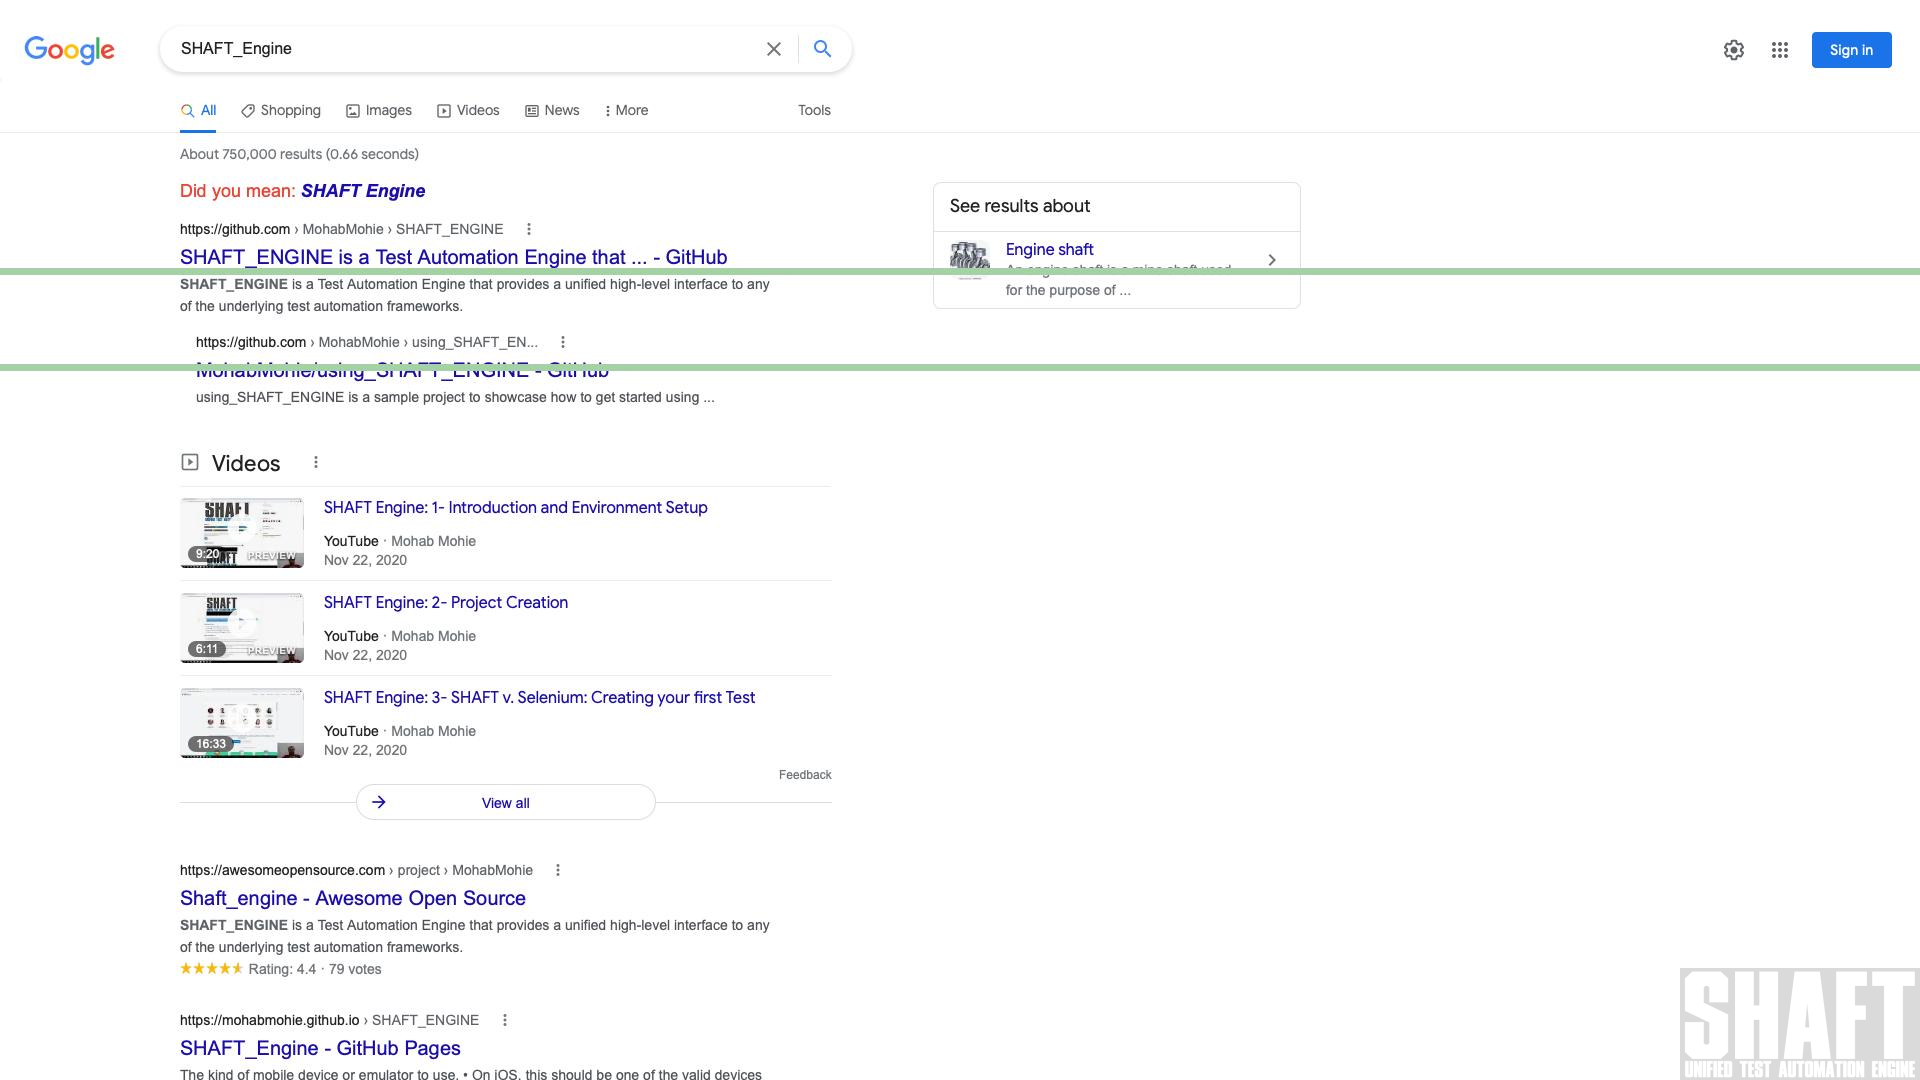 Google
SHAFT_Engine
Sign in
All
Shopping
Images
Videos
News
More
Tools
About 750,000 results (0.66 seconds)
Did you mean: SHAFT Engine
https://github.com › MohabMohie › SHAFT_ENGINE
SHAFT_ENGINE is a Test Automation Engine that ... - GitHub
SHAFT_ENGINE is a Test Automation Engine that provides a unified high-level interface to any
of the underlying test automation frameworks.
https://github.com › MohabMohie › using_SHAFT_EN...
MohabMohie/using_SHAFT_ENGINE - GitHub
using_SHAFT_ENGINE is a sample project to showcase how to get started using ...
See results about
Engine shaft
An engine shaft is a mine shaft used
for the purpose of ...
Videos
SHAFT Engine: 1- Introduction and Environment Setup
YouTube · Mohab Mohie
Nov 22, 2020
SHAFT
9:20
PREVIEW
SHAFT Engine: 2- Project Creation
YouTube · Mohab Mohie
Nov 22, 2020
SHAFT
6:11
PREVIEW
SHAFT Engine: 3- SHAFT v. Selenium: Creating your first Test
YouTube · Mohab Mohie
Nov 22, 2020
16:33
Feedback
View all
https://awesomeopensource.com › project › MohabMohie
Shaft_engine - Awesome Open Source
SHAFT_ENGINE is a Test Automation Engine that provides a unified high-level interface to any
of the underlying test automation frameworks.
Rating: 4.4 · 79 votes
https://mohabmohie.github.io › SHAFT_ENGINE
SHAFT_Engine - GitHub Pages
The kind of mobile device or emulator to use. • On iOS, this should be one of the valid devices
SHAFT
UNIFIED TEST AUTOMATION ENGINE